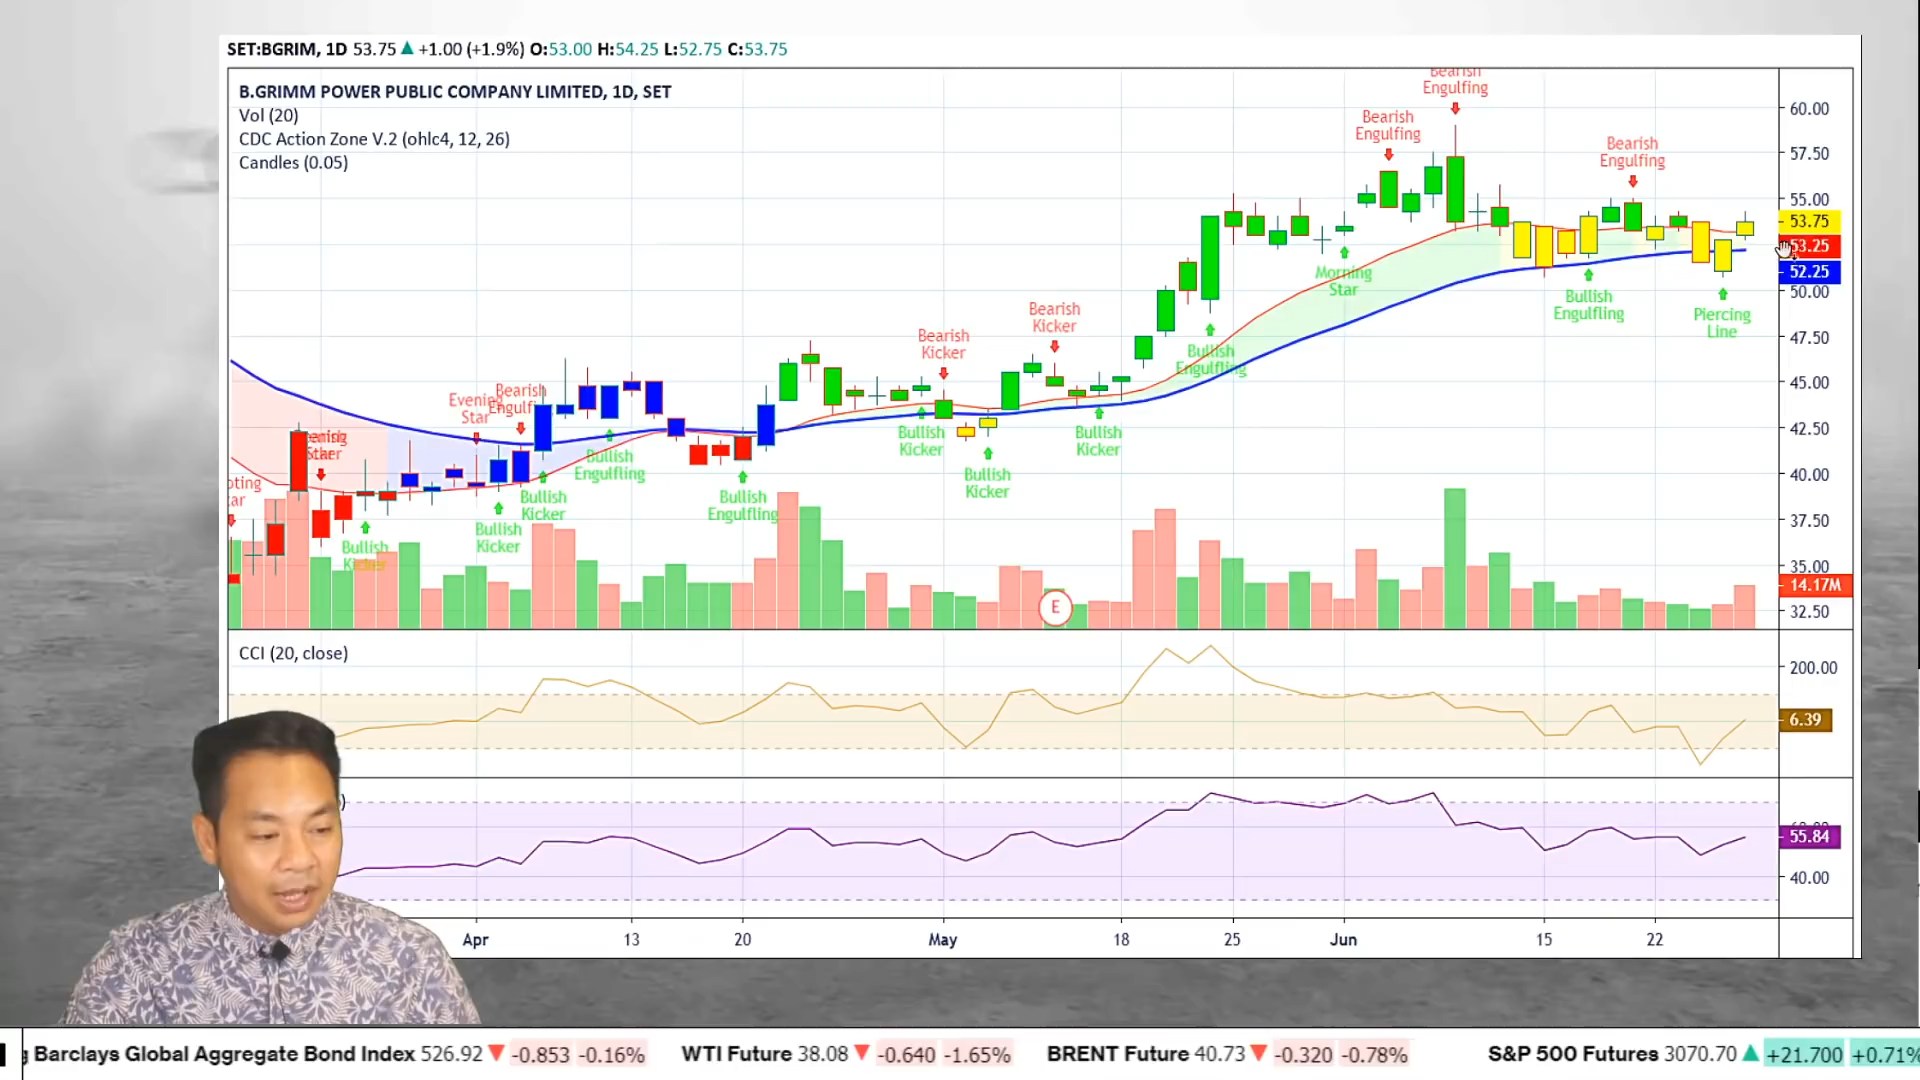 SET:BGRIM, 1D 53.75 ▲ +1.00 (+1.9%) O:53.00 H:54.25 L:52.75 C:53.75
B.GRIMM POWER PUBLIC COMPANY LIMITED, 1D, SET
Vol (20)
CDC Action Zone V.2 (ohlc4, 12, 26)
Candles (0.05)
Bearish
Engulfing
Bearish
Engulfing
Bearish
Engulfing
Morning
Star
Bullish
Engulfing
Piercing
Line
Bearish
Kicker
Bearish
Kicker
Bullish
Engulfing
Evening
Star
Bearish
Bullish
Kicker
Bullish
Kicker
Bullish
Kicker
Bullish
Engulfling
Bullish
Kicker
Bullish
Engulfing
Bullish
Kicker
Bullish
Kicker
60.00
57.50
55.00
53.75
53.25
52.25
50.00
47.50
45.00
42.50
40.00
37.50
35.00
14.17M
32.50
E
CCI (20, close)
200.00
6.39
55.84
40.00
Apr 13 20 May 18 25 Jun 15 22
Barclays Global Aggregate Bond Index 526.92 ▼ -0.853 -0.16% WTI Future 38.08 ▼ -0.640 -1.65% BRENT Future 40.73 ▼ -0.320 -0.78% S&P 500 Futures 3070.70 ▲ +21.700 +0.71%